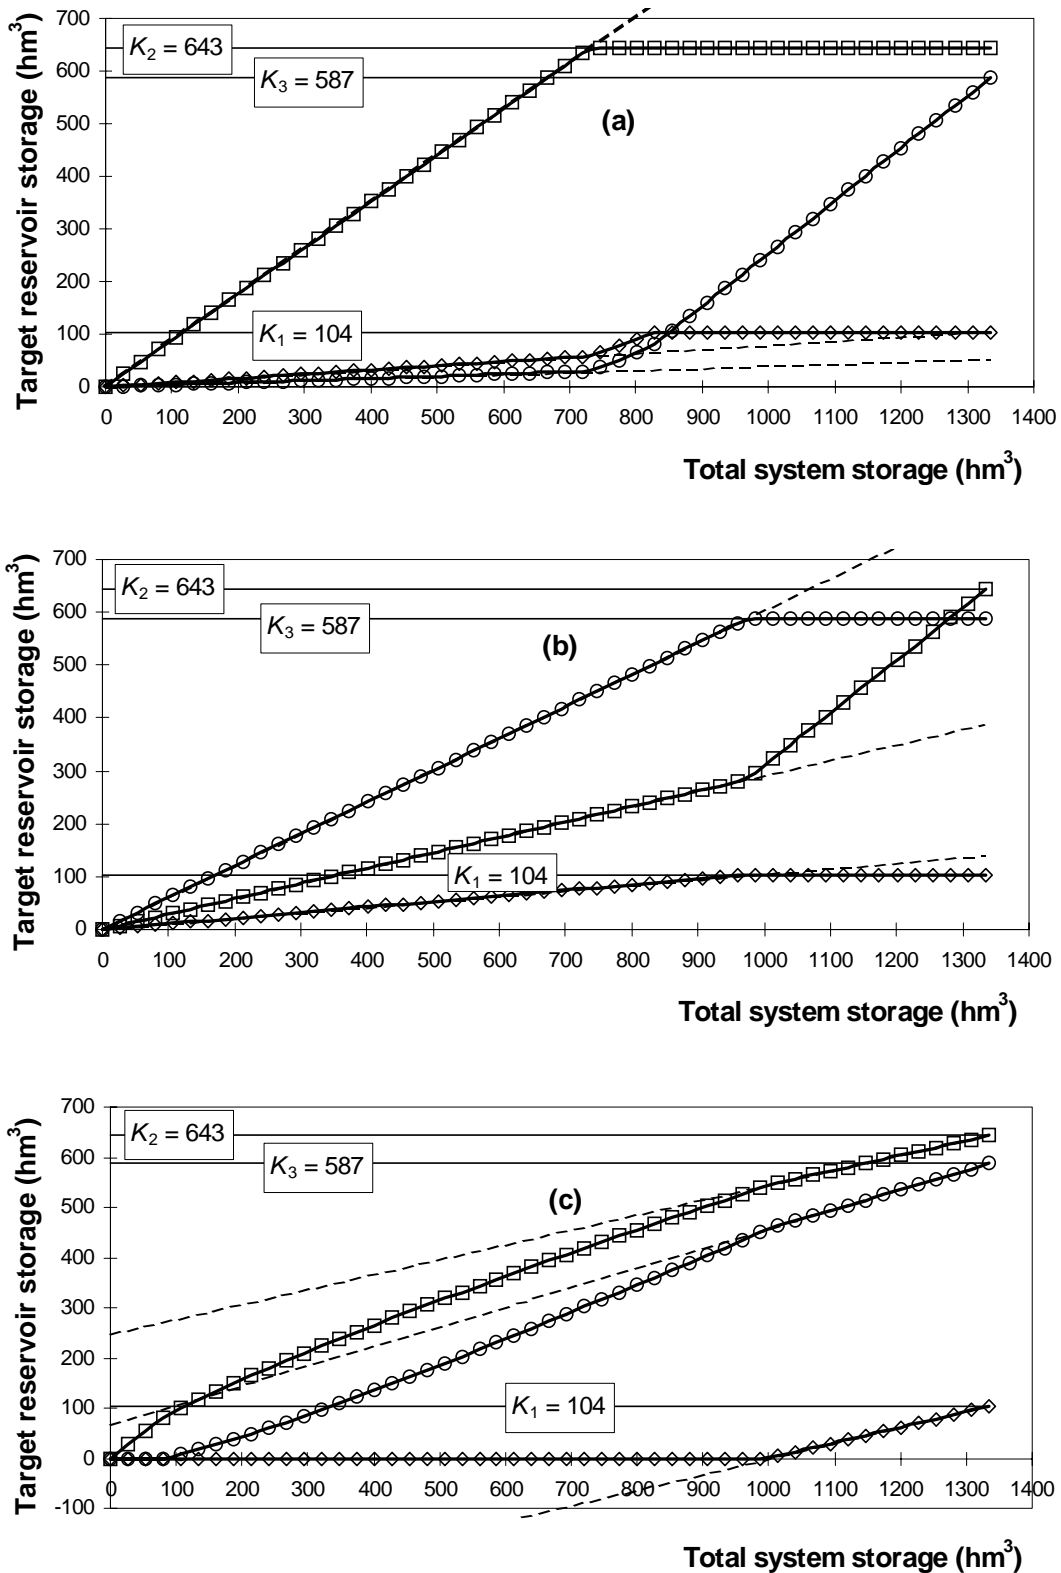 Target reservoir storage (hm³)
700
600
500
400
300
200
100
0
K₂ = 643
K₃ = 587
(a)
K₁ = 104
0 100 200 300 400 500 600 700 800 900 1000 1100 1200 1300 1400
Total system storage (hm³)
Target reservoir storage (hm³)
700
600
500
400
300
200
100
0
K₂ = 643
K₃ = 587
(b)
K₁ = 104
0 100 200 300 400 500 600 700 800 900 1000 1100 1200 1300 1400
Total system storage (hm³)
Target reservoir storage (hm³)
700
600
500
400
300
200
100
0
-100
K₂ = 643
K₃ = 587
(c)
K₁ = 104
0 100 200 300 400 500 600 700 800 900 1000 1100 1200 1300 1400
Total system storage (hm³)